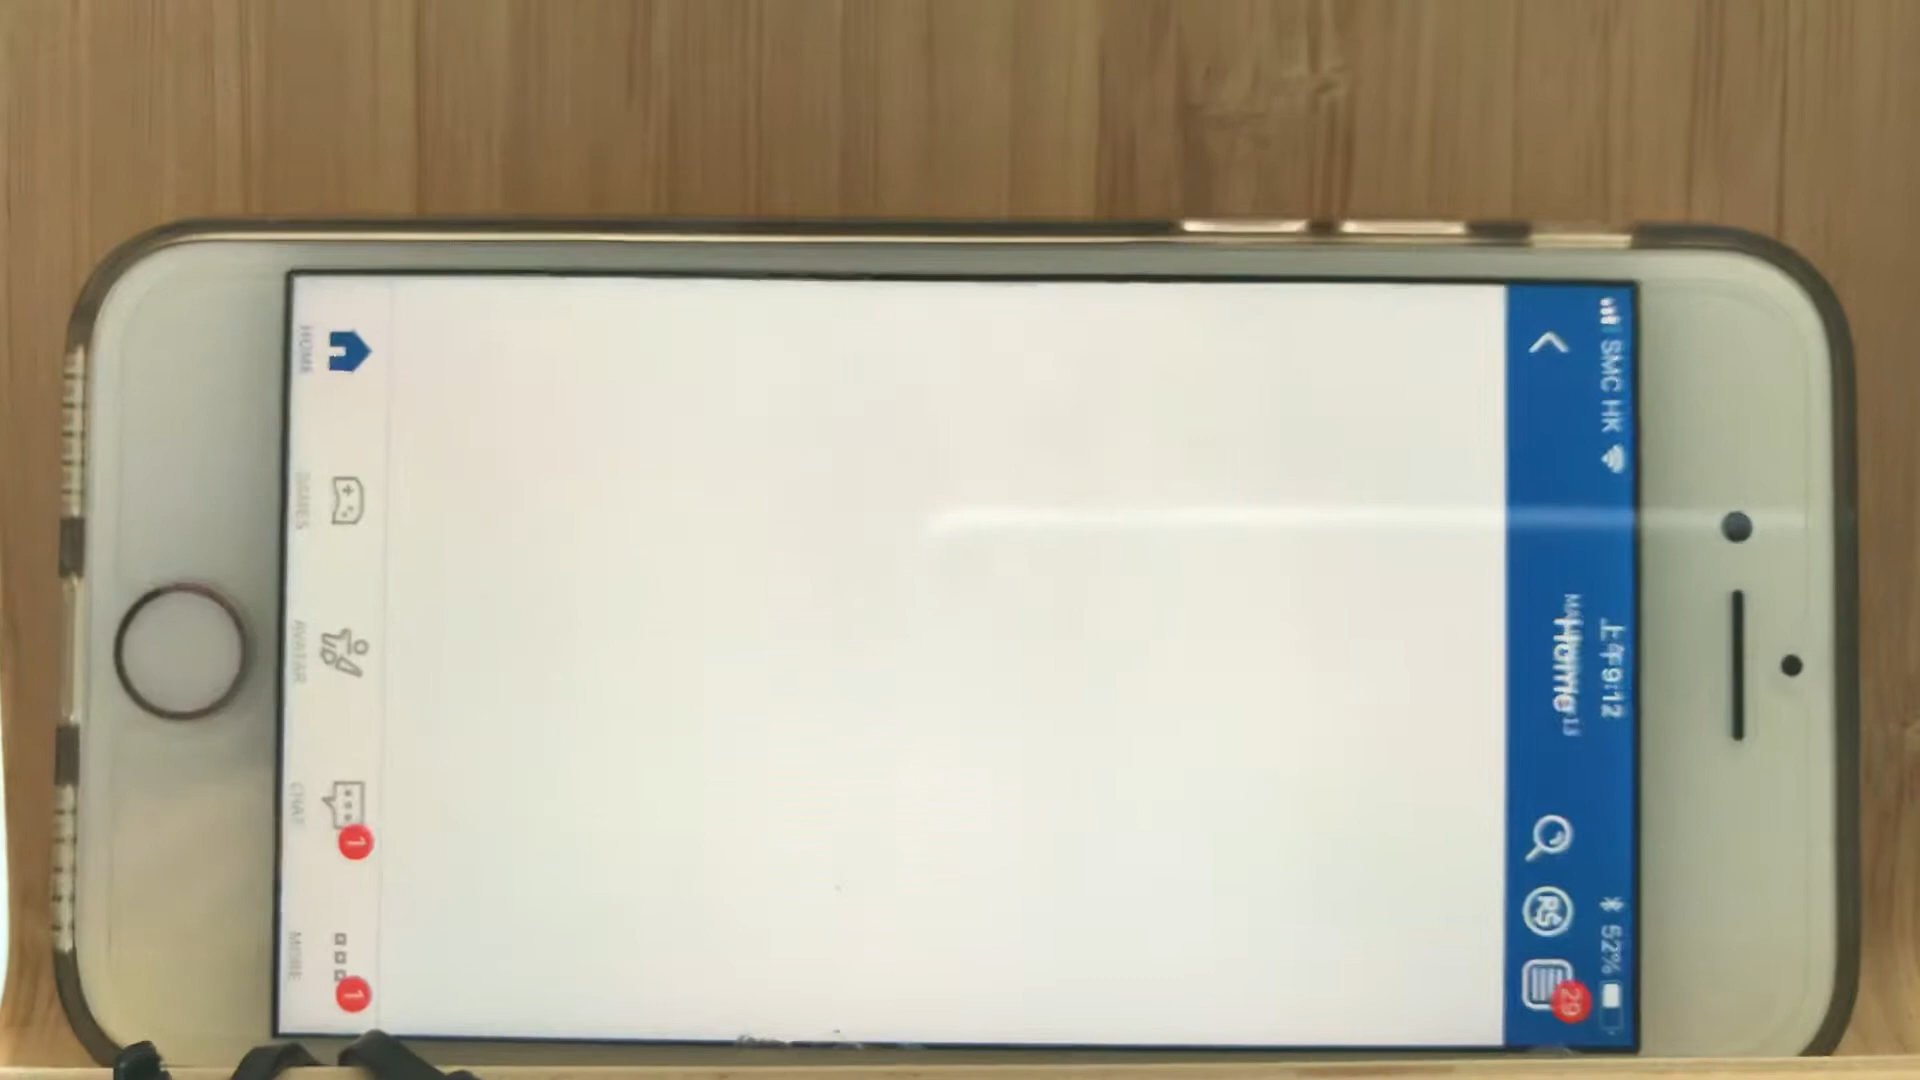 SMC HK
上午9:12
52%
Home
R$
29
HOME
GAMES
AVATAR
CHAT
1
MORE
1